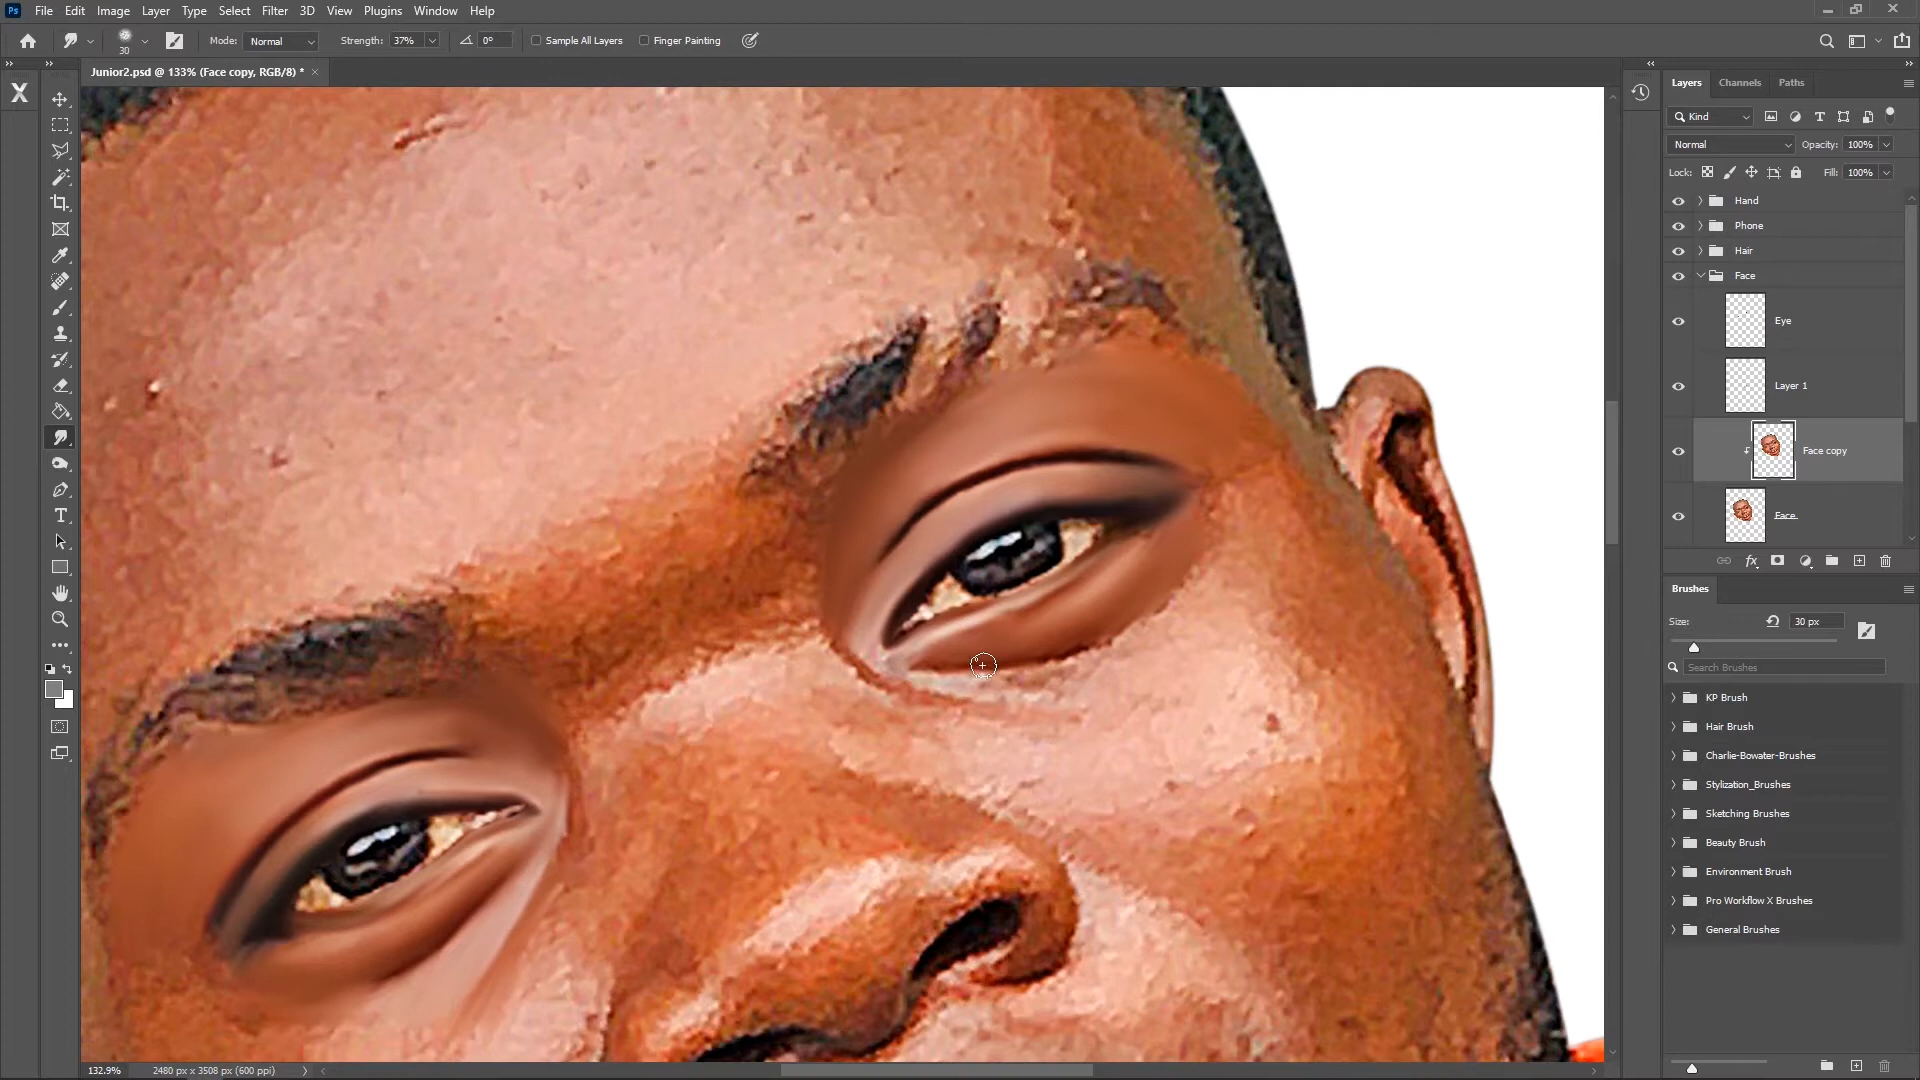 Ps File Edit Image Layer Type Select Filter 3D View Plugins Window Help
30 Mode: Normal Strength: 37% 0° Sample All Layers Finger Painting
Junior2.psd @ 133% (Face copy, RGB/8) *
X
Layers Channels Paths
Kind
Normal Opacity: 100%
Lock: Fill: 100%
Hand
Phone
Hair
Face
Eye
Layer 1
Face copy
Face
fx
Brushes
Size: 30 px
Search Brushes
KP Brush
Hair Brush
Charlie-Bowater-Brushes
Stylization_Brushes
Sketching Brushes
Beauty Brush
Environment Brush
Pro Workflow X Brushes
General Brushes
132.9% 2480 px x 3508 px (600 ppi)